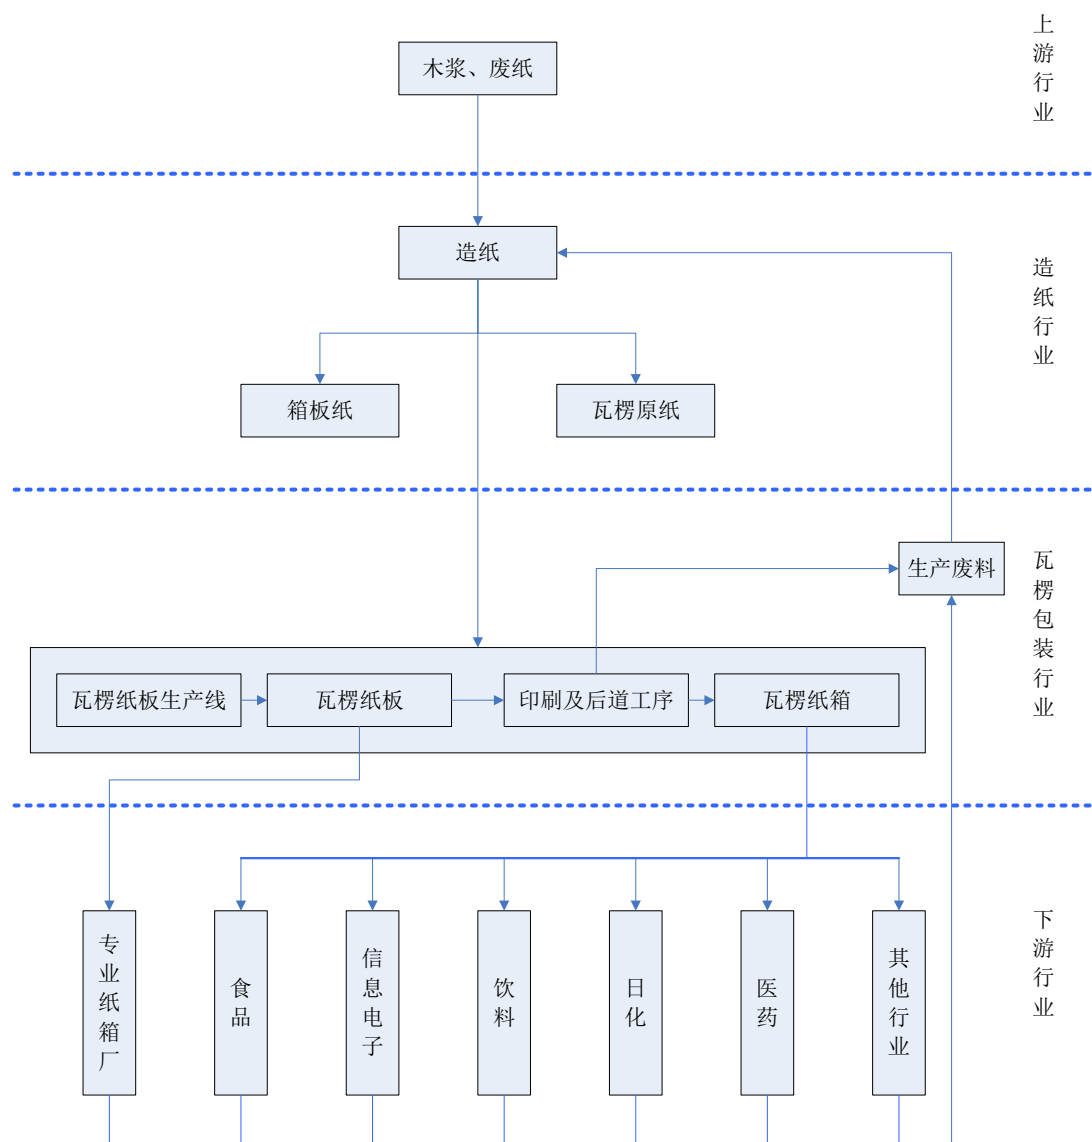 上游行业
木浆、废纸
造纸
造纸行业
箱板纸
瓦楞原纸
生产废料
瓦楞包装行业
瓦楞纸板生产线
瓦楞纸板
印刷及后道工序
瓦楞纸箱
专业纸箱厂
食品
信息电子
饮料
日化
医药
其他行业
下游行业